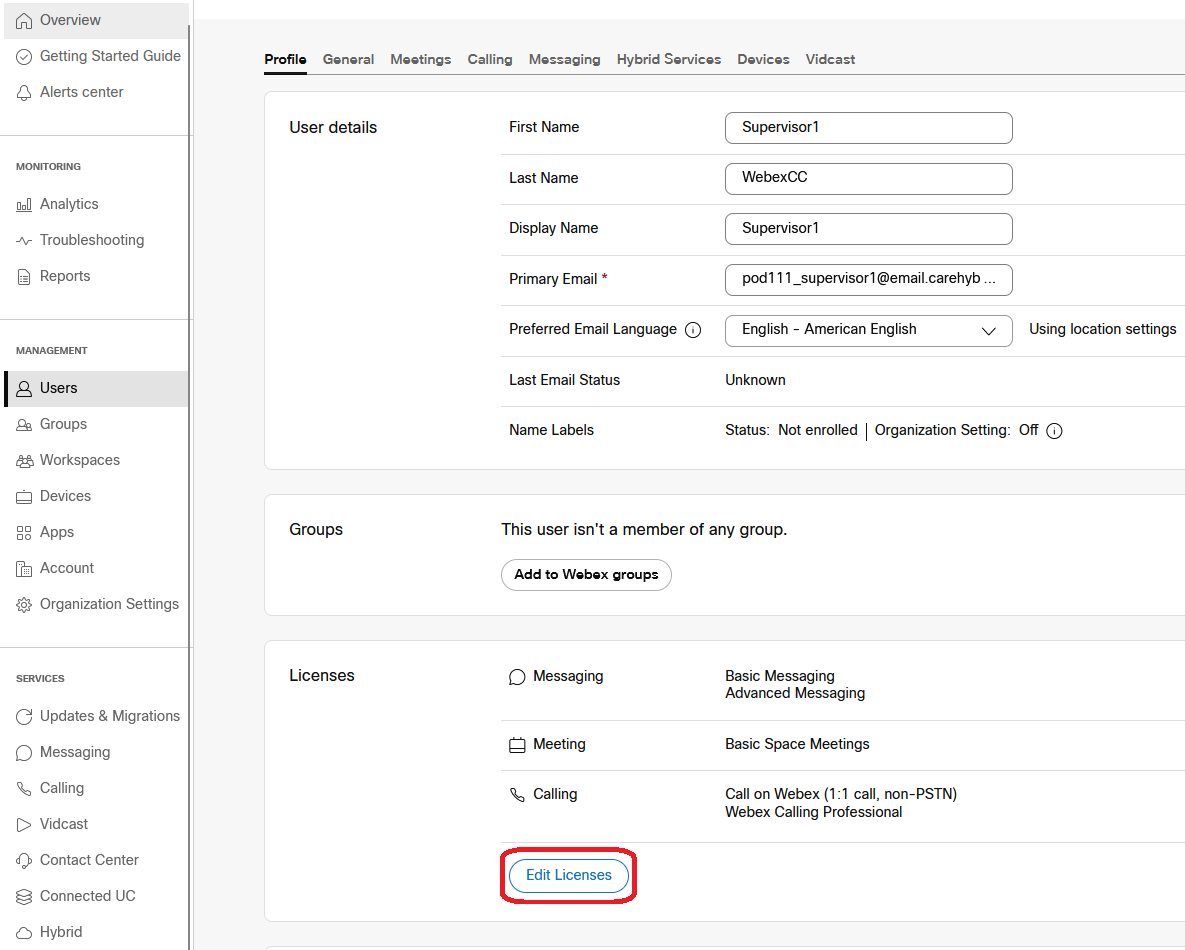 Overview
Getting Started Guide
Alerts center
MONITORING
Analytics
Troubleshooting
Reports
MANAGEMENT
Users
Groups
Workspaces
Devices
Apps
Account
Organization Settings
SERVICES
Updates & Migrations
Messaging
Calling
Vidcast
Contact Center
Connected UC
Hybrid
Profile General Meetings Calling Messaging Hybrid Services Devices Vidcast
User details
First Name Supervisor1
Last Name WebexCC
Display Name Supervisor1
Primary Email * pod111_supervisor1@email.carehyb ...
Preferred Email Language English - American English Using location settings
Last Email Status Unknown
Name Labels Status: Not enrolled | Organization Setting: Off
Groups This user isn't a member of any group.
Add to Webex groups
Licenses Messaging Basic Messaging
Advanced Messaging
Meeting Basic Space Meetings
Calling Call on Webex (1:1 call, non-PSTN)
Webex Calling Professional
Edit Licenses